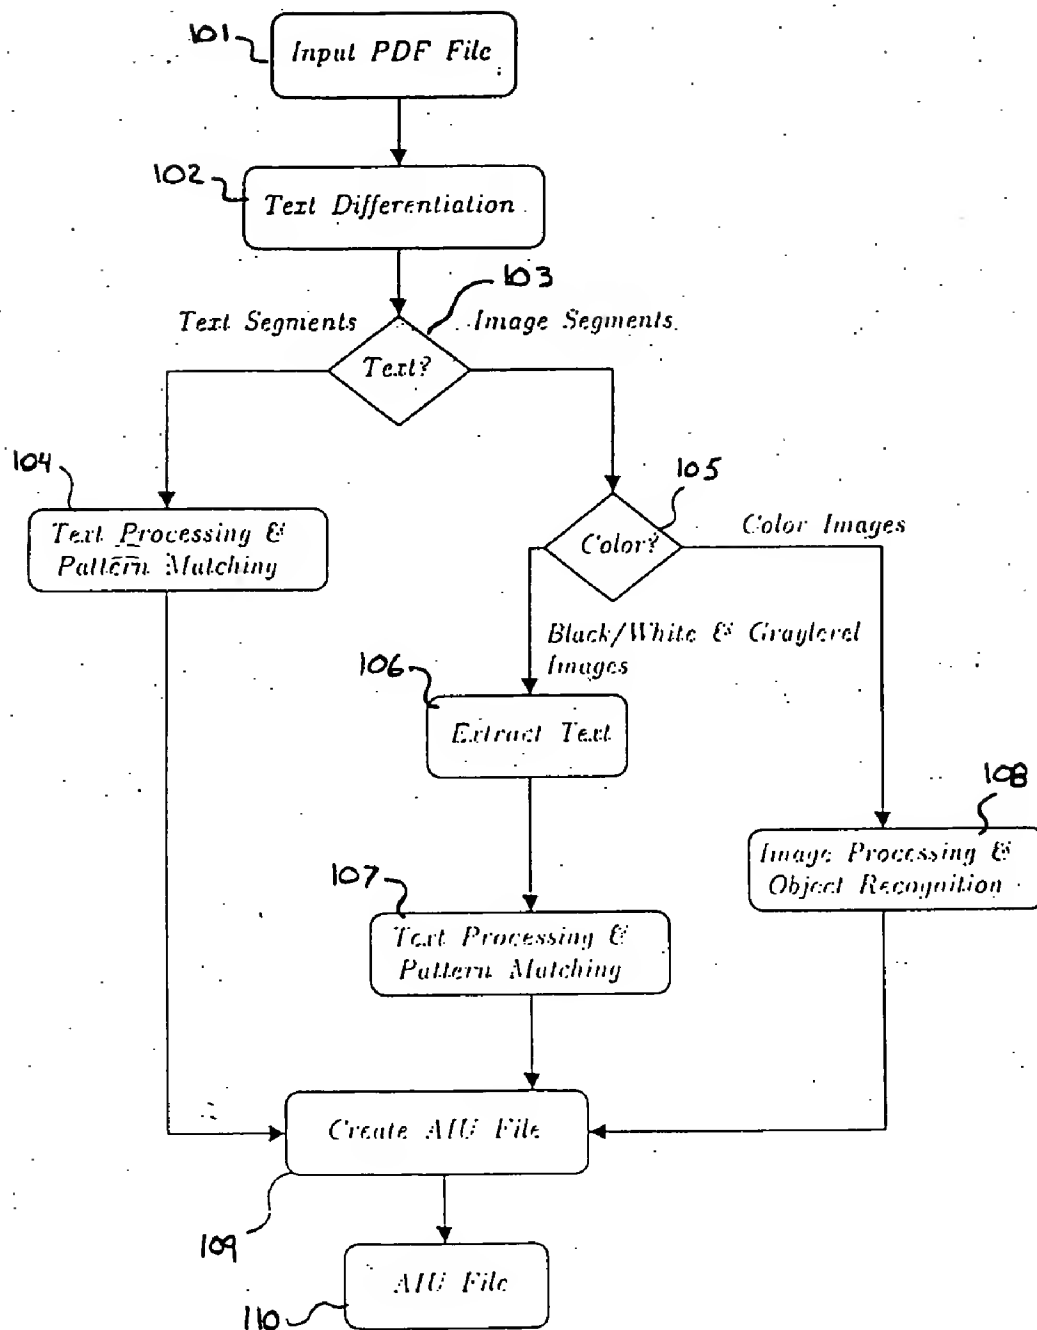 101
Input PDF File
102
Text Differentiation
103
Text Segments
Image Segments
Text?
104
105
Text Processing &
Pattern Matching
Color?
Color Images
Black/White & Graylevel
Images
106
Extract Text
108
Image Processing &
Object Recognition
107
Text Processing &
Pattern Matching
Create AIU File
109
AIU File
110